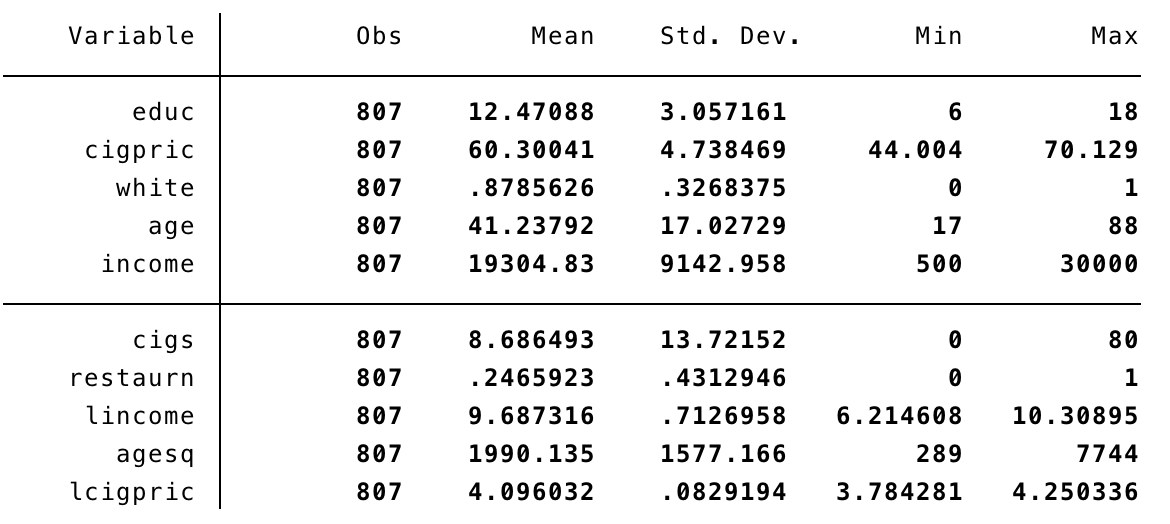 Variable Obs Mean Std. Dev. Min Max
educ 807 12.47088 3.057161 6 18
cigpric 807 60.30041 4.738469 44.004 70.129
white 807 .8785626 .3268375 0 1
age 807 41.23792 17.02729 17 88
income 807 19304.83 9142.958 500 30000
cigs 807 8.686493 13.72152 0 80
restaurn 807 .2465923 .4312946 0 1
lincome 807 9.687316 .7126958 6.214608 10.30895
agesq 807 1990.135 1577.166 289 7744
lcigpric 807 4.096032 .0829194 3.784281 4.250336